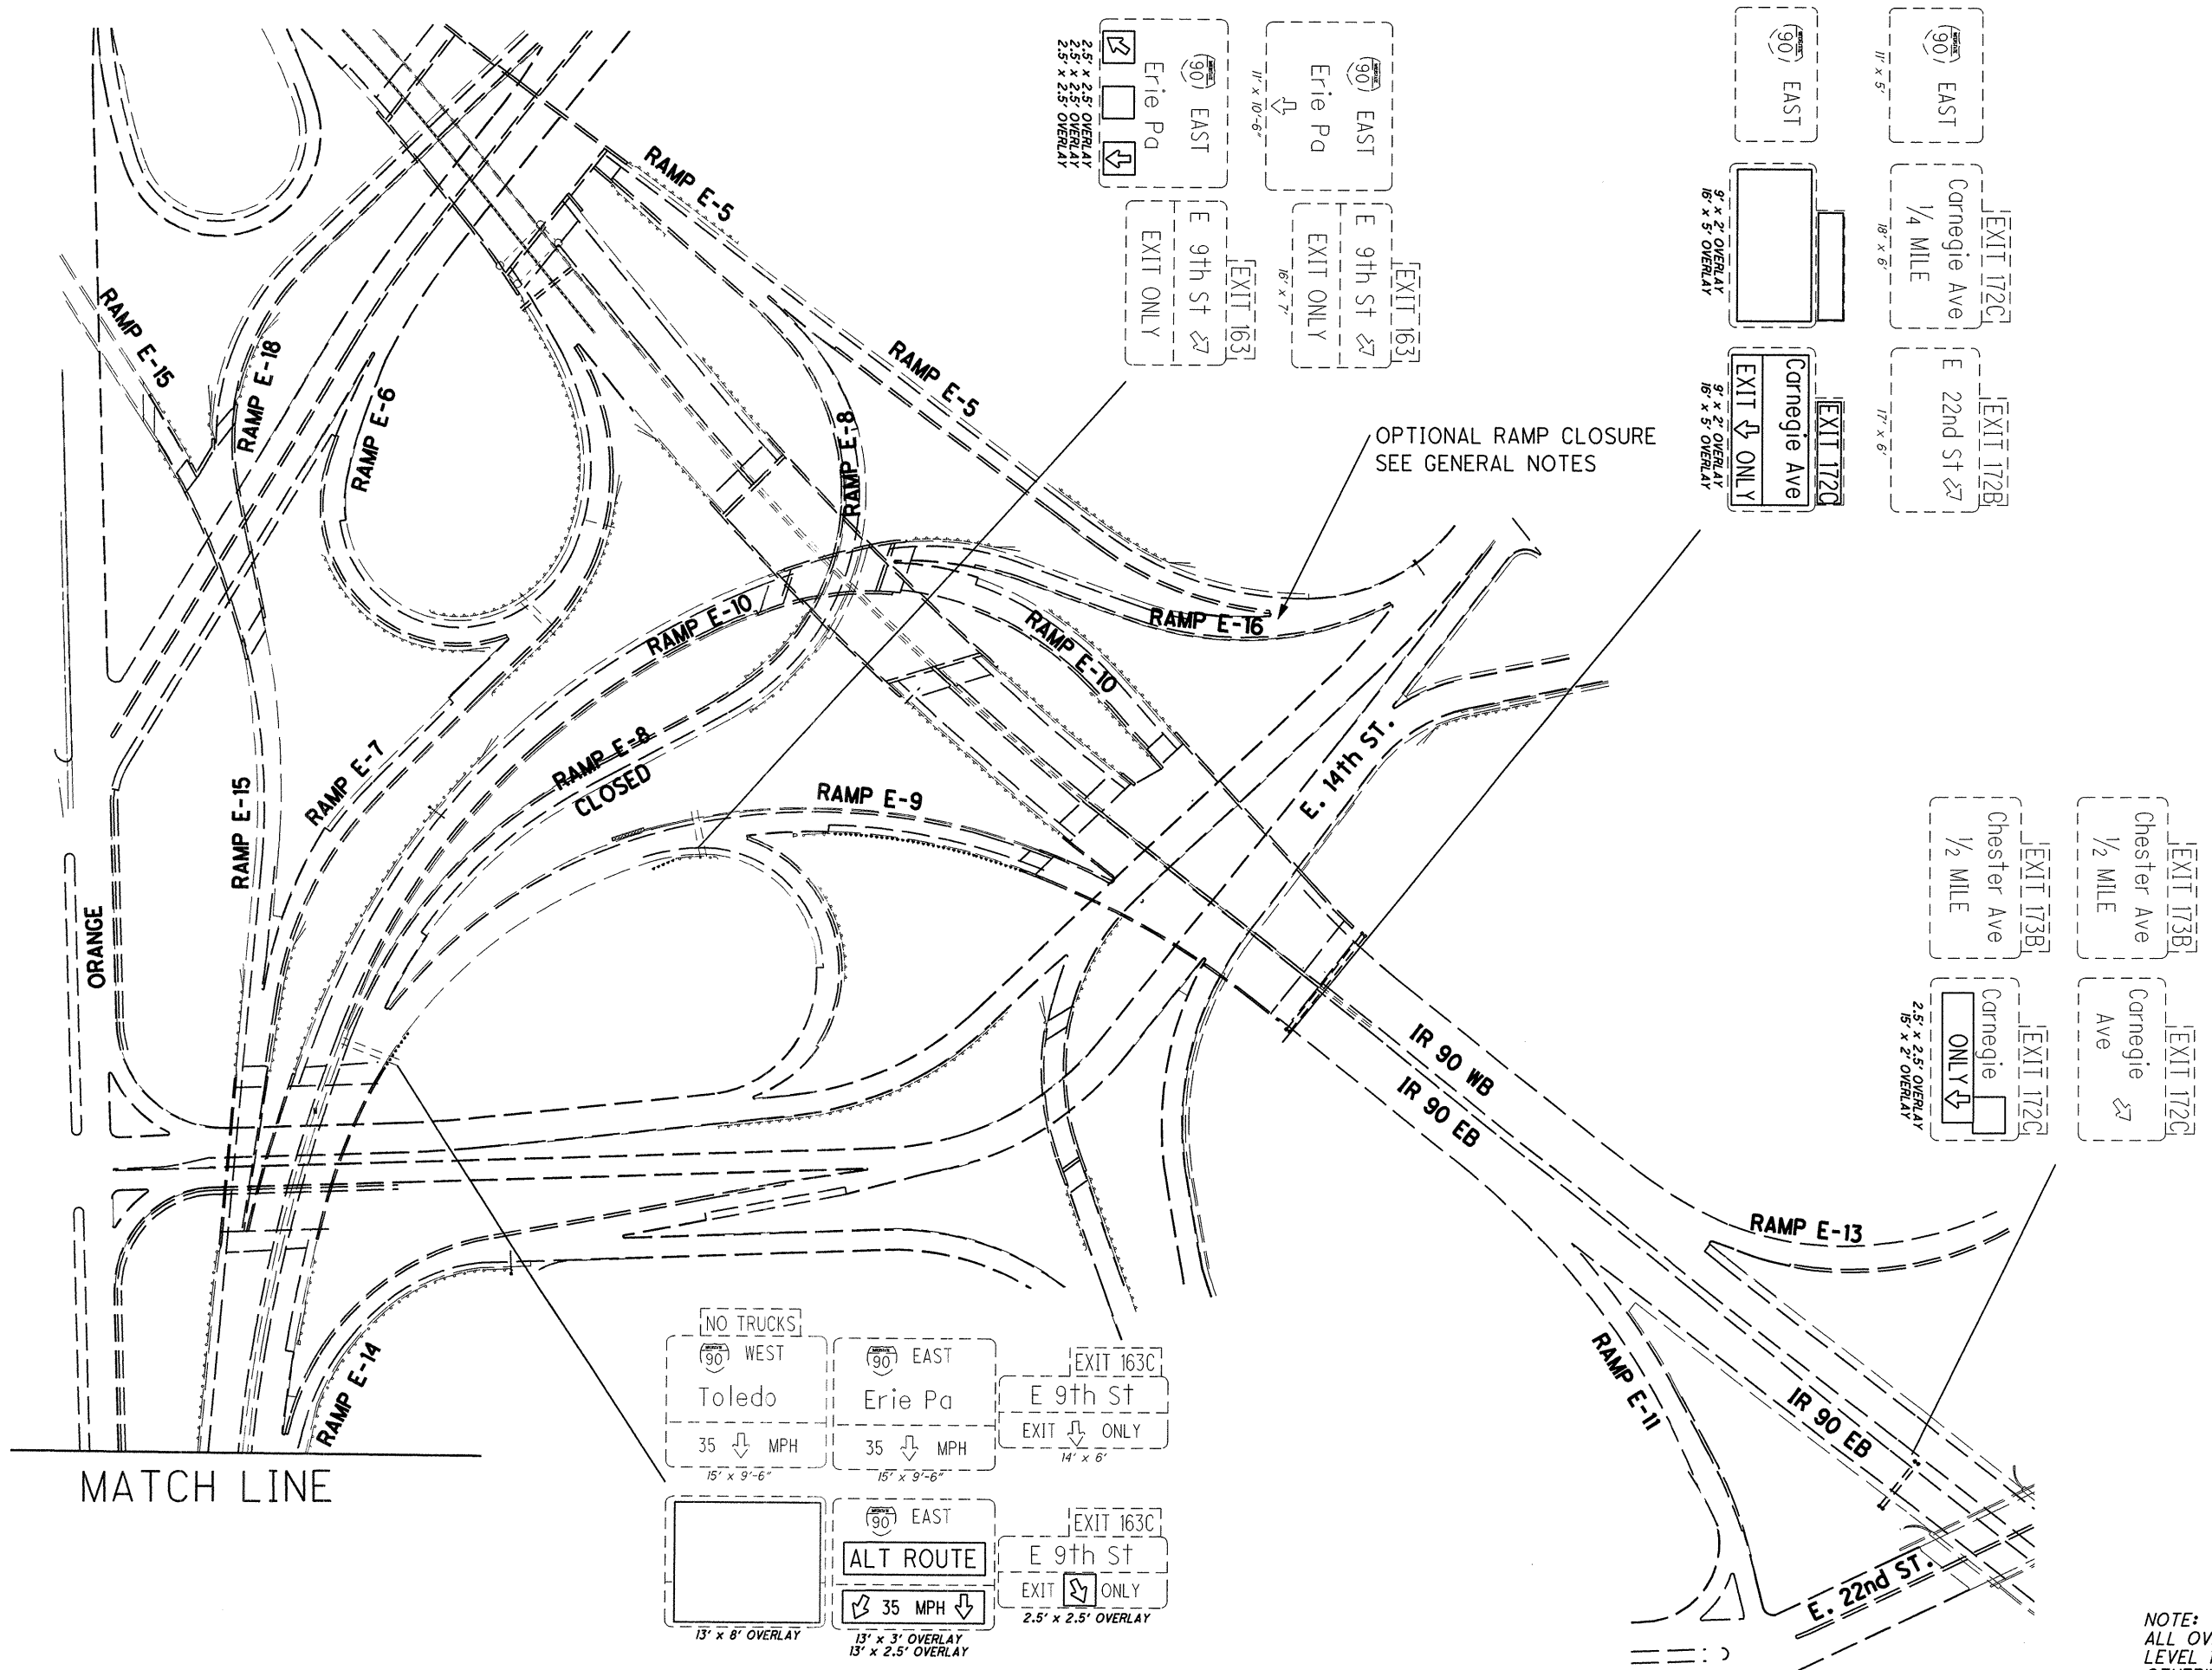 90 EAST
Erie Pa
2.5' x 2.5' OVERLAY
2.5' x 2.5' OVERLAY
2.5' x 2.5' OVERLAY
90 EAST
Erie Pa
11' x 10'-6"
EXIT 163
E 9th St
EXIT ONLY
EXIT 163
E 9th St
EXIT ONLY
16' x 7'
90 EAST
90 EAST
11' x 5'
9' x 2' OVERLAY
16' x 5' OVERLAY
EXIT 172C
Carnegie Ave
1/4 MILE
18' x 6'
EXIT 172C
Carnegie Ave
EXIT ONLY
9' x 2' OVERLAY
16' x 5' OVERLAY
EXIT 172B
E 22nd St
17' x 6'
RAMP E-5
RAMP E-5
RAMP E-15
RAMP E-18
RAMP E-6
RAMP E-8
OPTIONAL RAMP CLOSURE
SEE GENERAL NOTES
RAMP E-10
RAMP E-16
RAMP E-10
RAMP E-7
RAMP E-8
CLOSED
RAMP E-9
RAMP E-15
E. 14th ST.
ORANGE
EXIT 173B
Chester Ave
1/2 MILE
EXIT 173B
Chester Ave
1/2 MILE
EXIT 172C
Carnegie
ONLY
2.5' x 2.5' OVERLAY
15' x 2' OVERLAY
EXIT 172C
Carnegie
Ave
IR 90 WB
IR 90 EB
RAMP E-13
RAMP E-11
IR 90 EB
RAMP E-14
E. 22nd ST.
MATCH LINE
NO TRUCKS
90 WEST
Toledo
35 MPH
15' x 9'-6"
90 EAST
Erie Pa
35 MPH
15' x 9'-6"
EXIT 163C
E 9th St
EXIT ONLY
14' x 6'
13' x 8' OVERLAY
90 EAST
ALT ROUTE
35 MPH
13' x 3' OVERLAY
13' x 2.5' OVERLAY
EXIT 163C
E 9th St
EXIT ONLY
2.5' x 2.5' OVERLAY
NOTE:
ALL OV
LEVEL